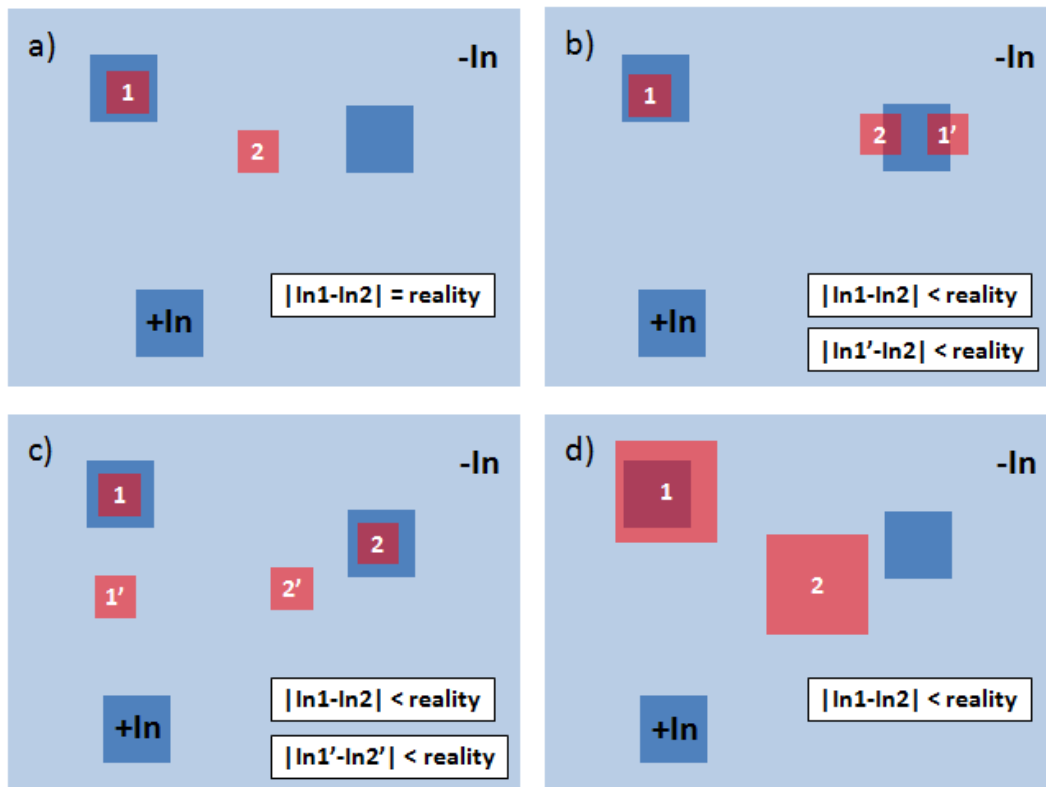 a)
-In
1
2
+In
|In1-In2| = reality
b)
-In
1
2
1’
+In
|In1-In2| < reality
|In1’-In2| < reality
c)
-In
1
2
1’
2’
+In
|In1-In2| < reality
|In1’-In2’| < reality
d)
-In
1
2
+In
|In1-In2| < reality